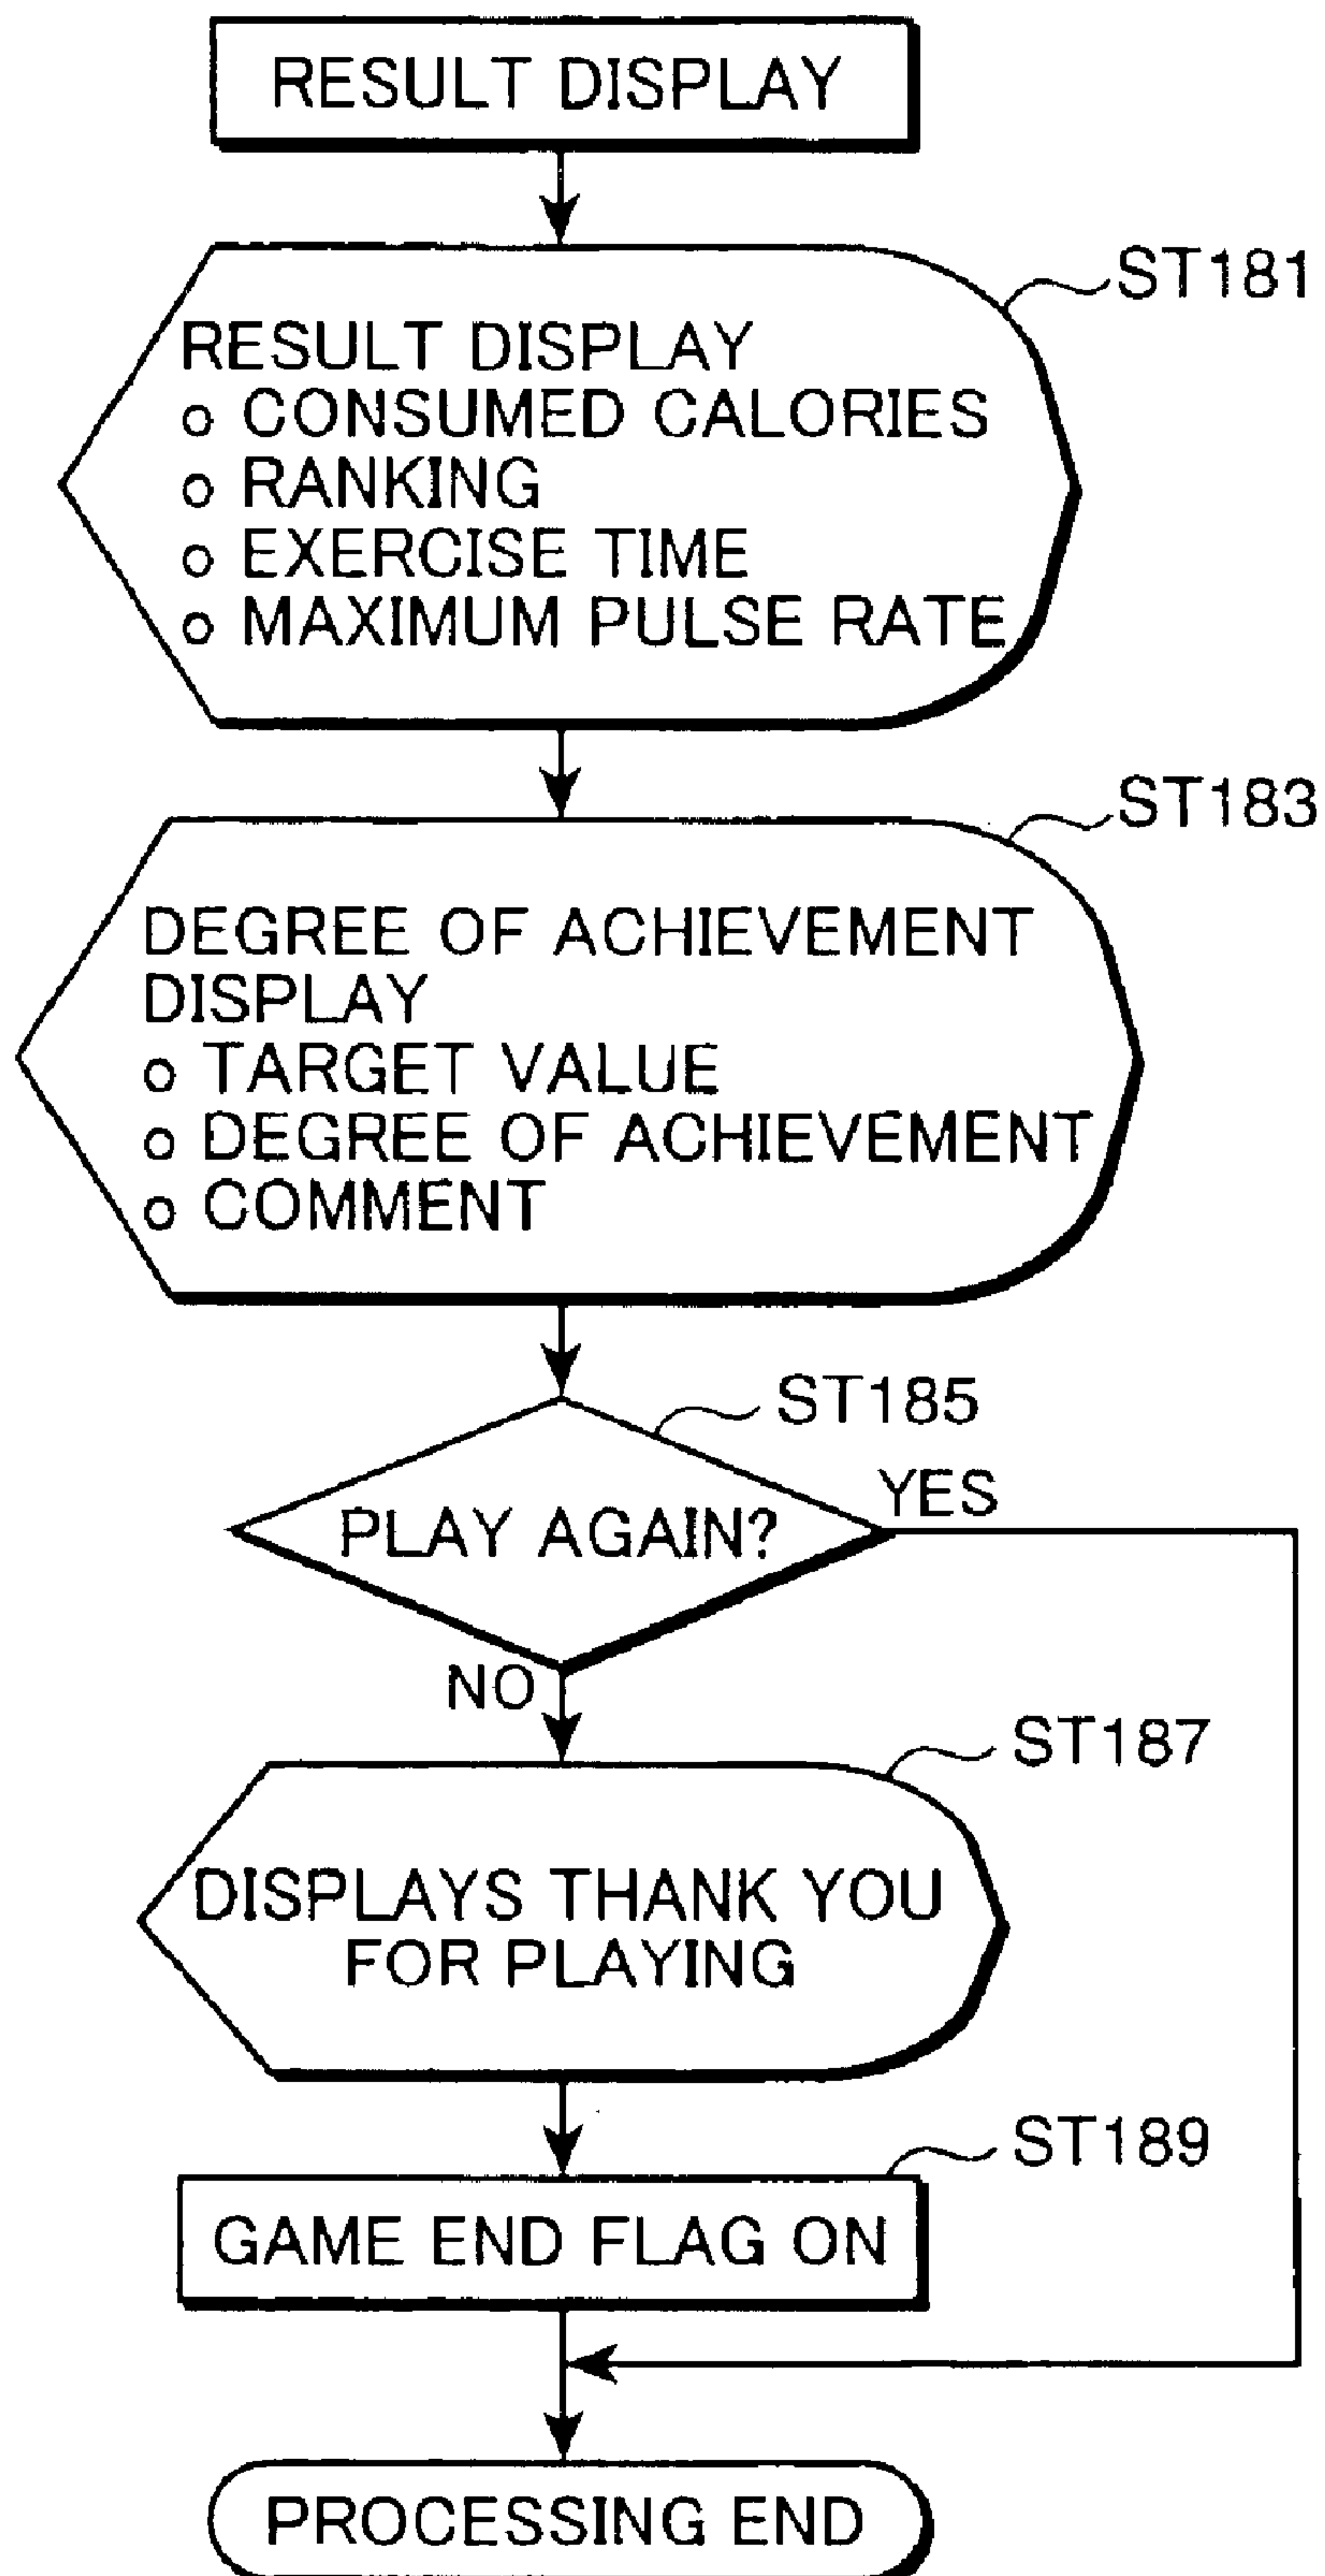 RESULT DISPLAY
ST181
RESULT DISPLAY
o CONSUMED CALORIES
o RANKING
o EXERCISE TIME
o MAXIMUM PULSE RATE
ST183
DEGREE OF ACHIEVEMENT
DISPLAY
o TARGET VALUE
o DEGREE OF ACHIEVEMENT
o COMMENT
ST185
YES
PLAY AGAIN?
NO
ST187
DISPLAYS THANK YOU
FOR PLAYING
ST189
GAME END FLAG ON
PROCESSING END